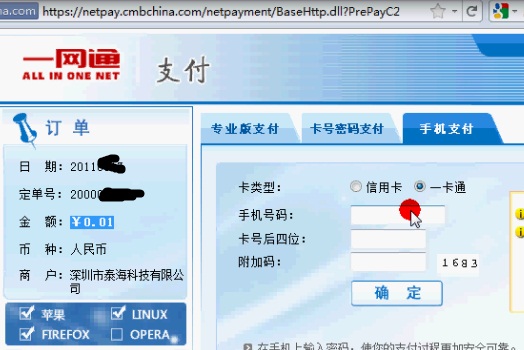 na.com https://netpay.cmbchina.com/netpayment/BaseHttp.dll?PrePayC2
一网通
ALL IN ONE NET
支付
订 单
日 期: 2011
定单号: 20000
金 额: ¥0.01
币 种: 人民币
商 户: 深圳市泰海科技有限公
司
苹果 LINUX
FIREFOX OPERA
专业版支付 卡号密码支付 手机支付
卡类型: 信用卡 一卡通
手机号码:
卡号后四位:
附加码: 1683
确 定
在手机上输入密码，使您的支付过程更加安全可靠。